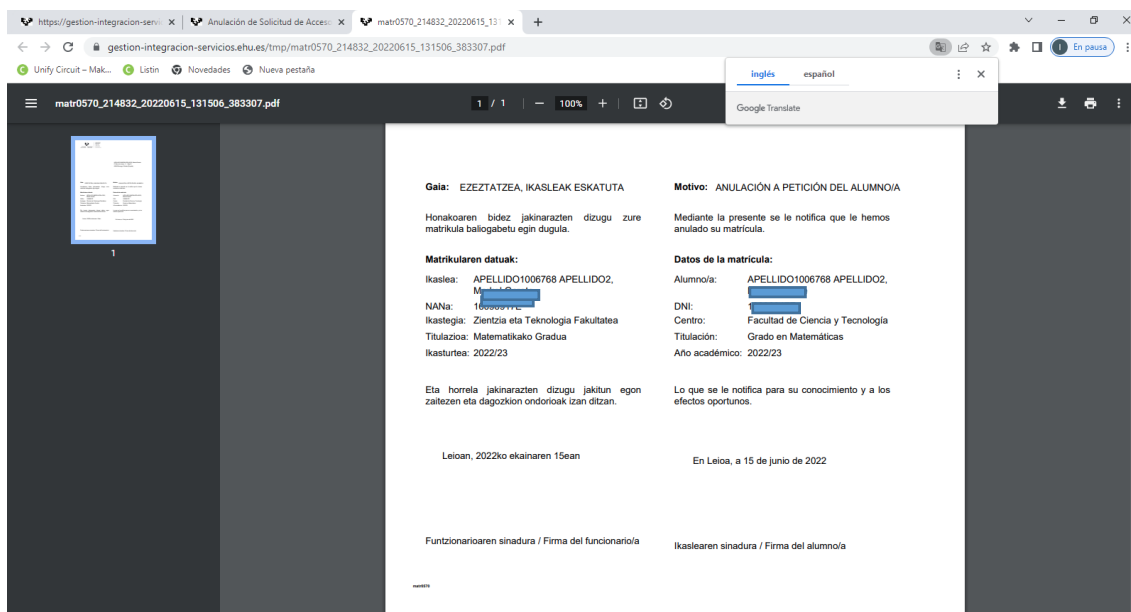 https://gestion-integracion-servic
Anulación de Solicitud de Acceso
matr0570_214832_20220615_131
gestion-integracion-servicios.ehu.es/tmp/matr0570_214832_20220615_131506_383307.pdf
En pausa
Unify Circuit – Mak... Listin Novedades Nueva pestaña
inglés español
Google Translate
matr0570_214832_20220615_131506_383307.pdf
1 / 1 | − 100% +
1
Gaia: EZEZTATZEA, IKASLEAK ESKATUTA
Honakoaren bidez jakinarazten dizugu zure
matrikula baliogabetu egin dugula.
Matrikularen datuak:
Ikaslea: APELLIDO1006768 APELLIDO2,
NANa:
Ikastegia: Zientzia eta Teknologia Fakultatea
Titulazioa: Matematikako Gradua
Ikasturtea: 2022/23
Eta horrela jakinarazten dizugu jakitun egon
zaitezen eta dagozkion ondorioak izan ditzan.
Leioan, 2022ko ekainaren 15ean
Funtzionarioaren sinadura / Firma del funcionario/a
Motivo: ANULACIÓN A PETICIÓN DEL ALUMNO/A
Mediante la presente se le notifica que le hemos
anulado su matrícula.
Datos de la matrícula:
Alumno/a: APELLIDO1006768 APELLIDO2,
DNI:
Centro: Facultad de Ciencia y Tecnología
Titulación: Grado en Matemáticas
Año académico: 2022/23
Lo que se le notifica para su conocimiento y a los
efectos oportunos.
En Leioa, a 15 de junio de 2022
Ikaslearen sinadura / Firma del alumno/a
matr0570